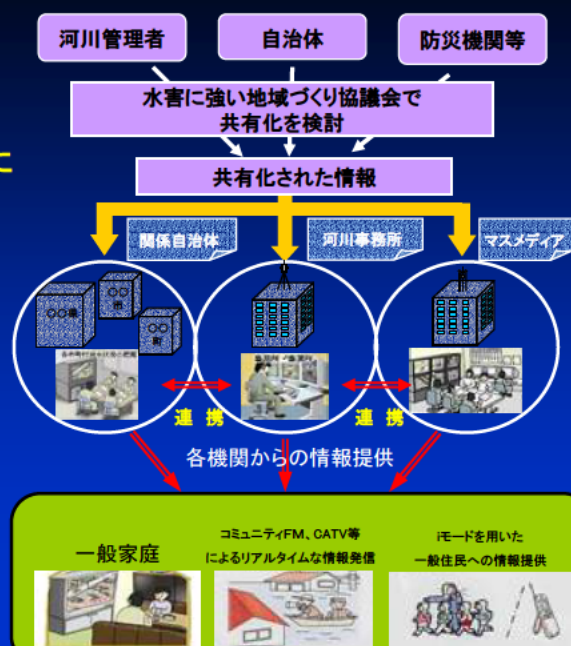 河川管理者
自治体
防災機関等
水害に強い地域づくり協議会で
共有化を検討
に
共有化された情報
関係自治体
河川事務所
マスメディア
○○
○○
町
連 携
連 携
各機関からの情報提供
一般家庭
コミュニティFM、CATV等
によるリアルタイムな情報発信
iモードを用いた
一般住民への情報提供